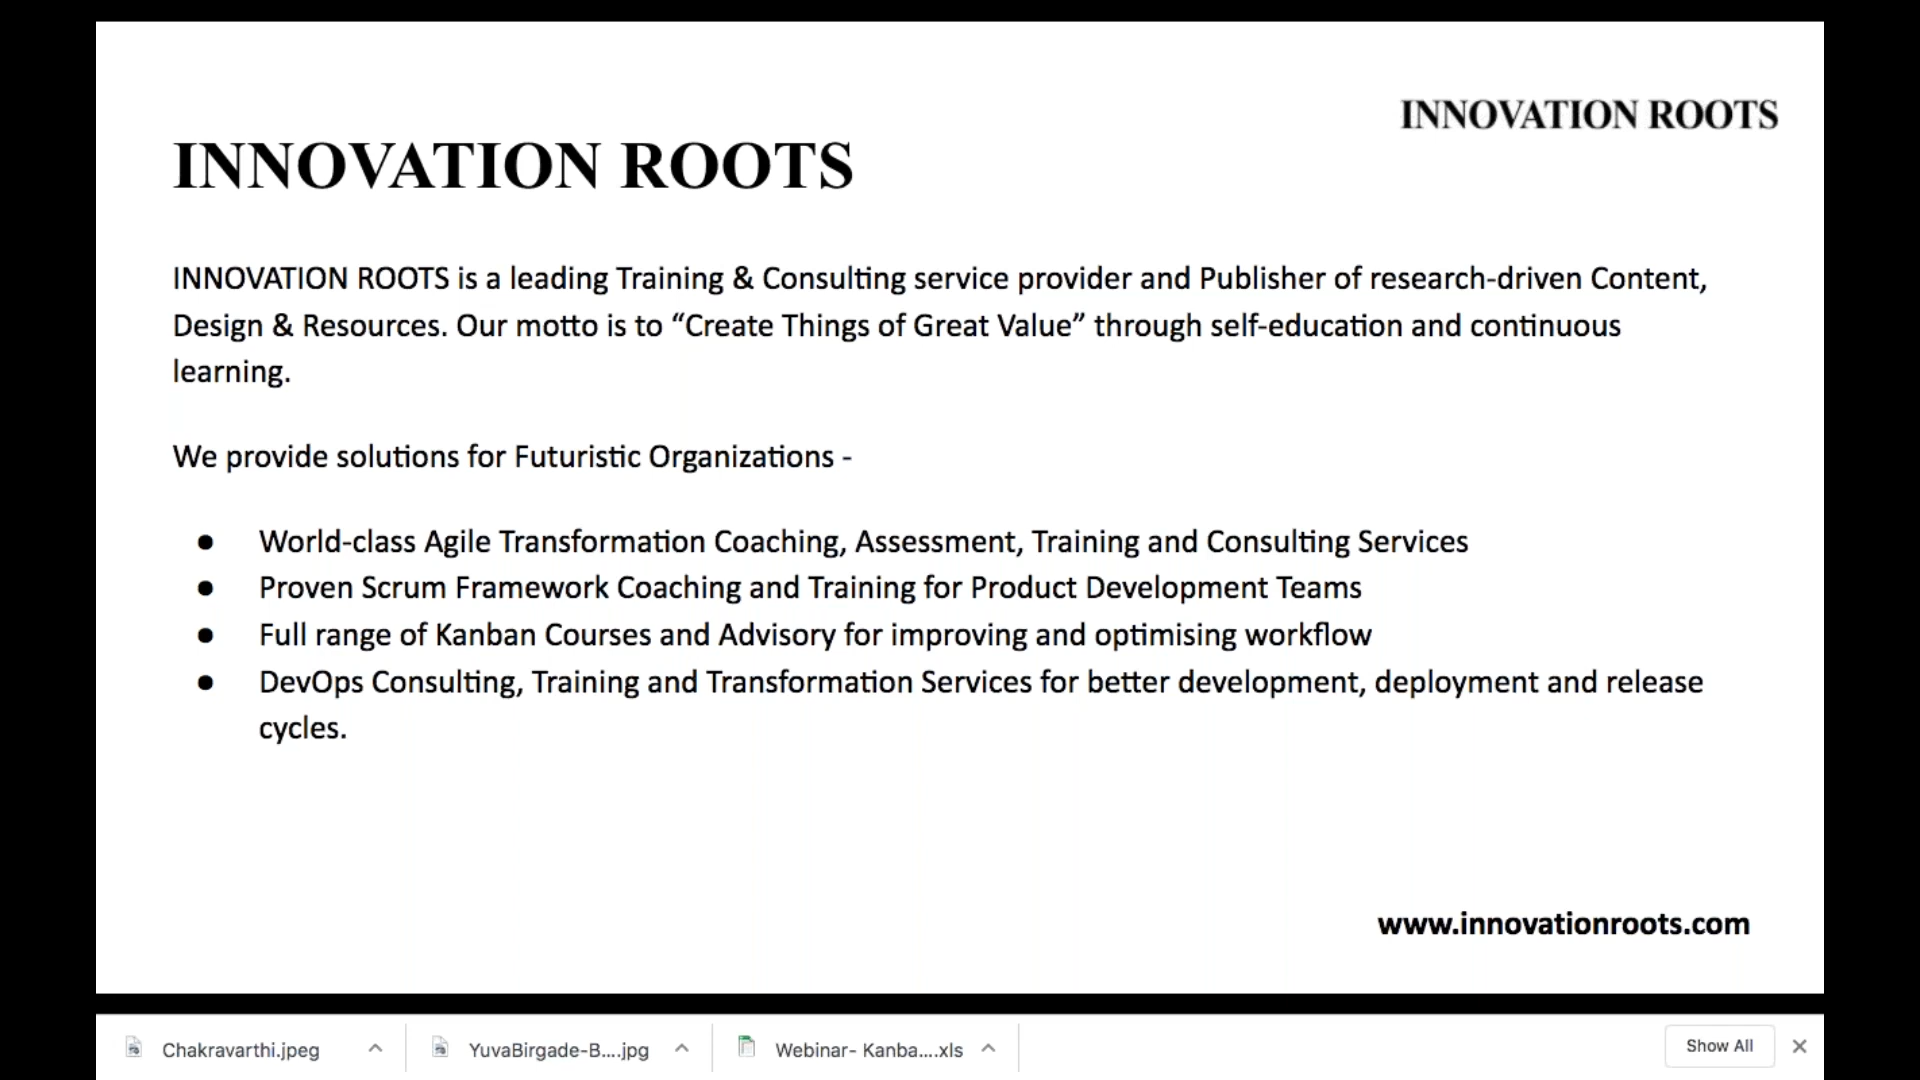 INNOVATION ROOTS
INNOVATION ROOTS
INNOVATION ROOTS is a leading Training & Consulting service provider and Publisher of research-driven Content,
Design & Resources. Our motto is to “Create Things of Great Value” through self-education and continuous
learning.
We provide solutions for Futuristic Organizations -
● World-class Agile Transformation Coaching, Assessment, Training and Consulting Services
● Proven Scrum Framework Coaching and Training for Product Development Teams
● Full range of Kanban Courses and Advisory for improving and optimising workflow
● DevOps Consulting, Training and Transformation Services for better development, deployment and release
cycles.
www.innovationroots.com
Chakravarthi.jpeg
YuvaBirgade-B....jpg
Webinar- Kanba....xls
Show All